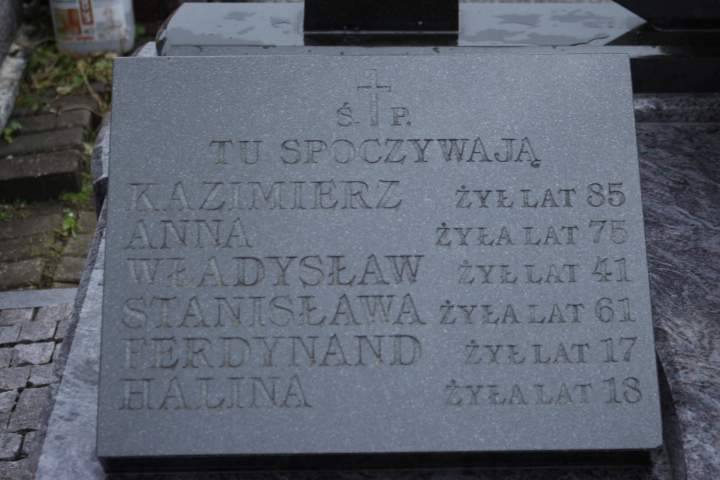 Ś. P.
TU SPOCZYWAJĄ
KAZIMIERZ ŻYŁ LAT 85
ANNA ŻYŁA LAT 75
WŁADYSŁAW ŻYŁ LAT 41
STANISŁAWA ŻYŁA LAT 61
FERDYNAND ŻYŁ LAT 17
HALINA ŻYŁA LAT 18